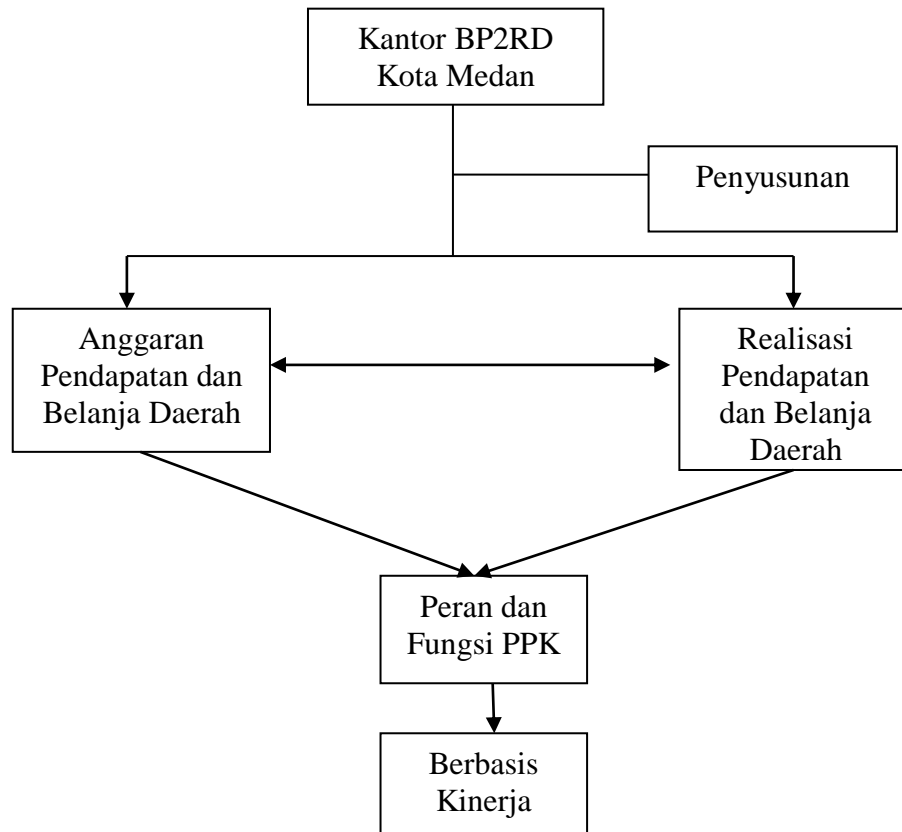 Kantor BP2RD
Kota Medan
Penyusunan
Anggaran
Pendapatan dan
Belanja Daerah
Realisasi
Pendapatan
dan Belanja
Daerah
Peran dan
Fungsi PPK
Berbasis
Kinerja